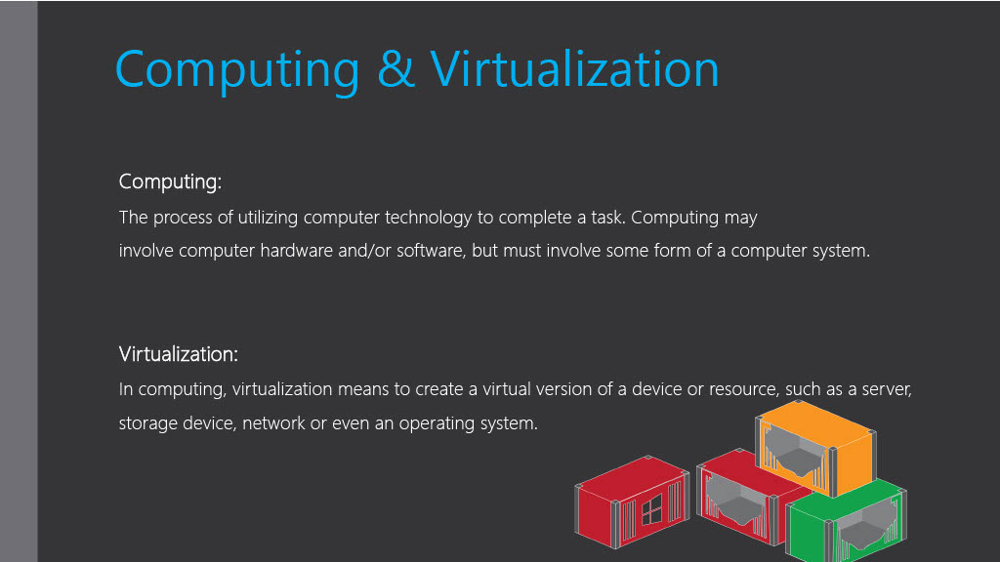 Computing & Virtualization
Computing:
The process of utilizing computer technology to complete a task. Computing may
involve computer hardware and/or software, but must involve some form of a computer system.
Virtualization:
In computing, virtualization means to create a virtual version of a device or resource, such as a server,
storage device, network or even an operating system.